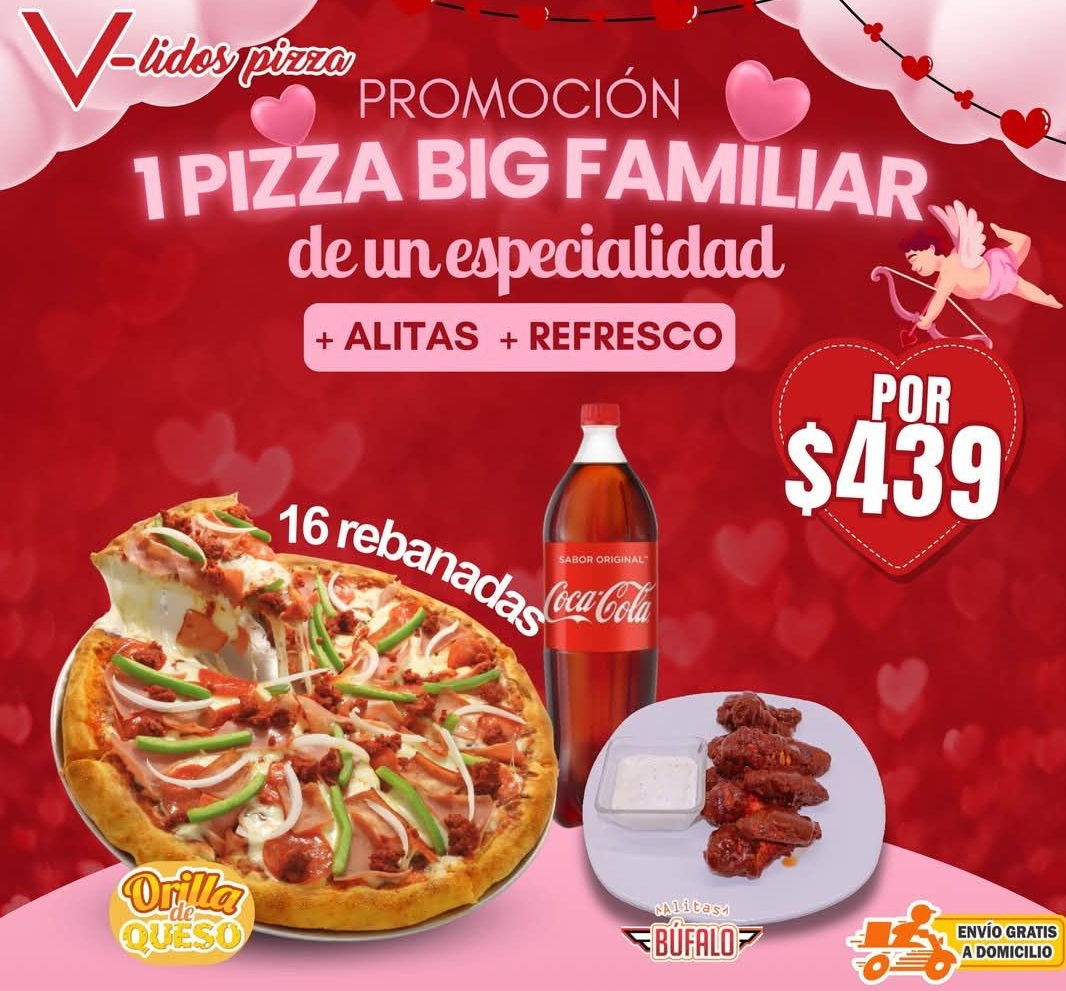 V-lidos pizza
PROMOCIÓN
1 PIZZA BIG FAMILIAR
de un especialidad
+ ALITAS + REFRESCO
POR
$439
16 rebanadas
SABOR ORIGINAL™
Coca-Cola
Orilla
de
QUESO
Alitas
BÚFALO
ENVÍO GRATIS
A DOMICILIO